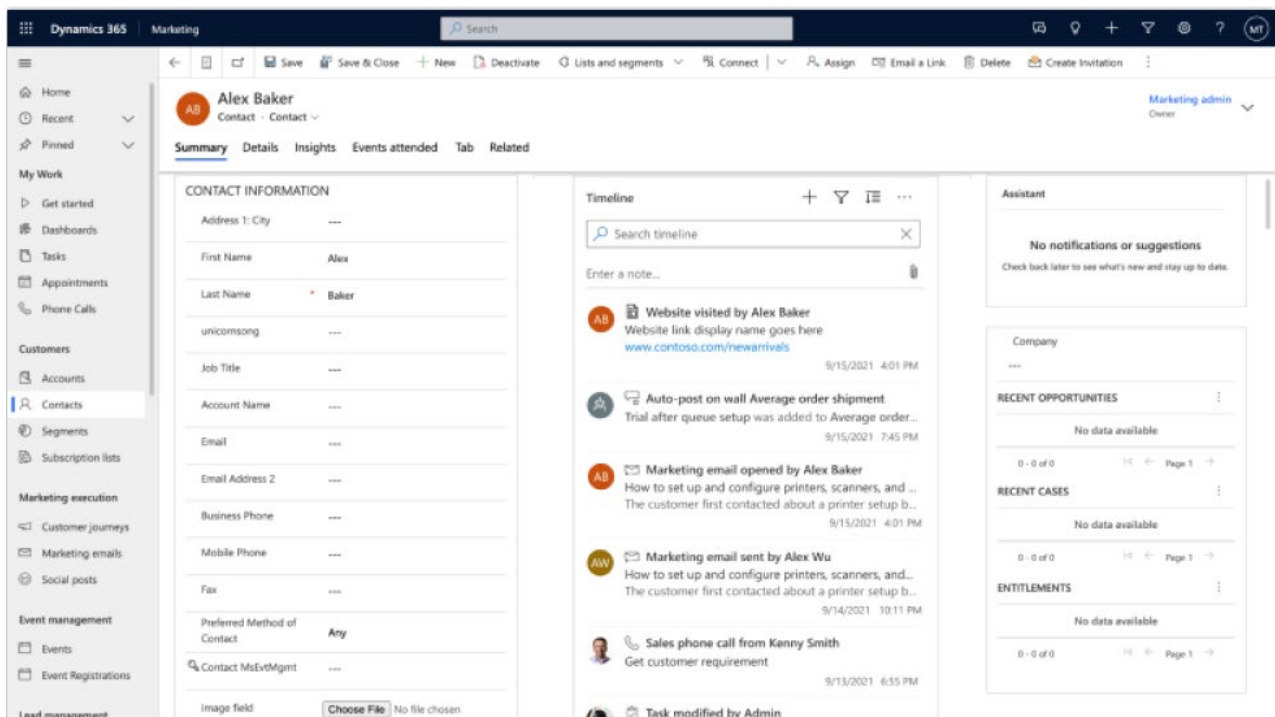 Dynamics 365 Marketing Search MT
Save Save & Close New Deactivate Lists and segments Connect Assign Email a Link Delete Create Invitation
Home
Recent
Pinned
My Work
Get started
Dashboards
Tasks
Appointments
Phone Calls
Customers
Accounts
Contacts
Segments
Subscription lists
Marketing execution
Customer journeys
Marketing emails
Social posts
Event management
Events
Event Registrations
Lead management
AB
Alex Baker
Contact · Contact
Marketing admin
Owner
Summary Details Insights Events attended Tab Related
CONTACT INFORMATION
Address 1: City ---
First Name Alex
Last Name * Baker
unicornsong ---
Job Title ---
Account Name ---
Email ---
Email Address 2 ---
Business Phone ---
Mobile Phone ---
Fax ---
Preferred Method of
Contact Any
Contact MsEvtMgmt ---
Image field Choose File No file chosen
Timeline
Search timeline
Enter a note...
AB
Website visited by Alex Baker
Website link display name goes here
www.contoso.com/newarrivals
9/15/2021 4:01 PM
Auto-post on wall Average order shipment
Trial after queue setup was added to Average order...
9/15/2021 7:45 PM
AB
Marketing email opened by Alex Baker
How to set up and configure printers, scanners, and ...
The customer first contacted about a printer setup b...
9/15/2021 4:01 PM
AW
Marketing email sent by Alex Wu
How to set up and configure printers, scanners, and...
The customer first contacted about a printer setup b...
9/14/2021 10:11 PM
Sales phone call from Kenny Smith
Get customer requirement
9/13/2021 6:55 PM
Task modified by Admin
Assistant
No notifications or suggestions
Check back later to see what's new and stay up to date.
Company
---
RECENT OPPORTUNITIES
No data available
0 - 0 of 0 Page 1
RECENT CASES
No data available
0 - 0 of 0 Page 1
ENTITLEMENTS
No data available
0 - 0 of 0 Page 1